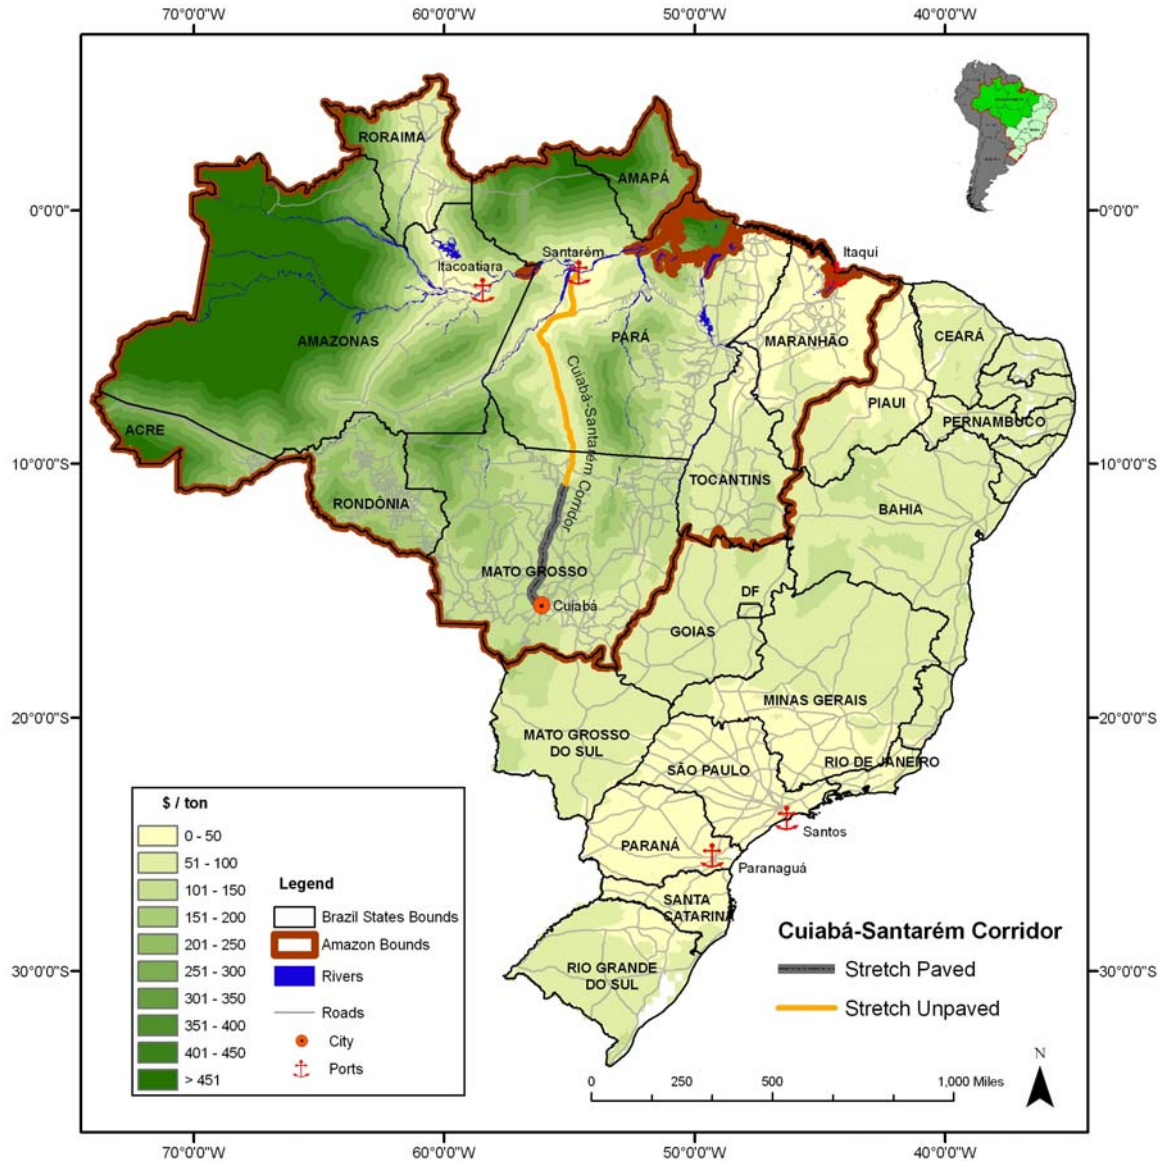 70°0'0"W 60°0'0"W 50°0'0"W 40°0'0"W
RORAIMA
AMAPÁ
0°0'0" 0°0'0"
Santarém
Itaqui
Itacoatiara
AMAZONAS
PARÁ
MARANHÃO
CEARÁ
Cuiabá-Santarém Corridor
PIAUI
ACRE
PERNAMBUCO
10°0'0"S 10°0'0"S
TOCANTINS
RONDÔNIA
BAHIA
MATO GROSSO
DF
Cuiabá
GOIAS
MINAS GERAIS
20°0'0"S 20°0'0"S
MATO GROSSO
DO SUL
SÃO PAULO
RIO DE JANEIRO
Santos
PARANÁ
Paranaguá
SANTA
CATARINA
RIO GRANDE
DO SUL
30°0'0"S 30°0'0"S
$ / ton
0 - 50
51 - 100
101 - 150
151 - 200
201 - 250
251 - 300
301 - 350
351 - 400
401 - 450
> 451
Legend
Brazil States Bounds
Amazon Bounds
Rivers
Roads
City
Ports
Cuiabá-Santarém Corridor
Stretch Paved
Stretch Unpaved
N
0 250 500 1,000 Miles
70°0'0"W 60°0'0"W 50°0'0"W 40°0'0"W